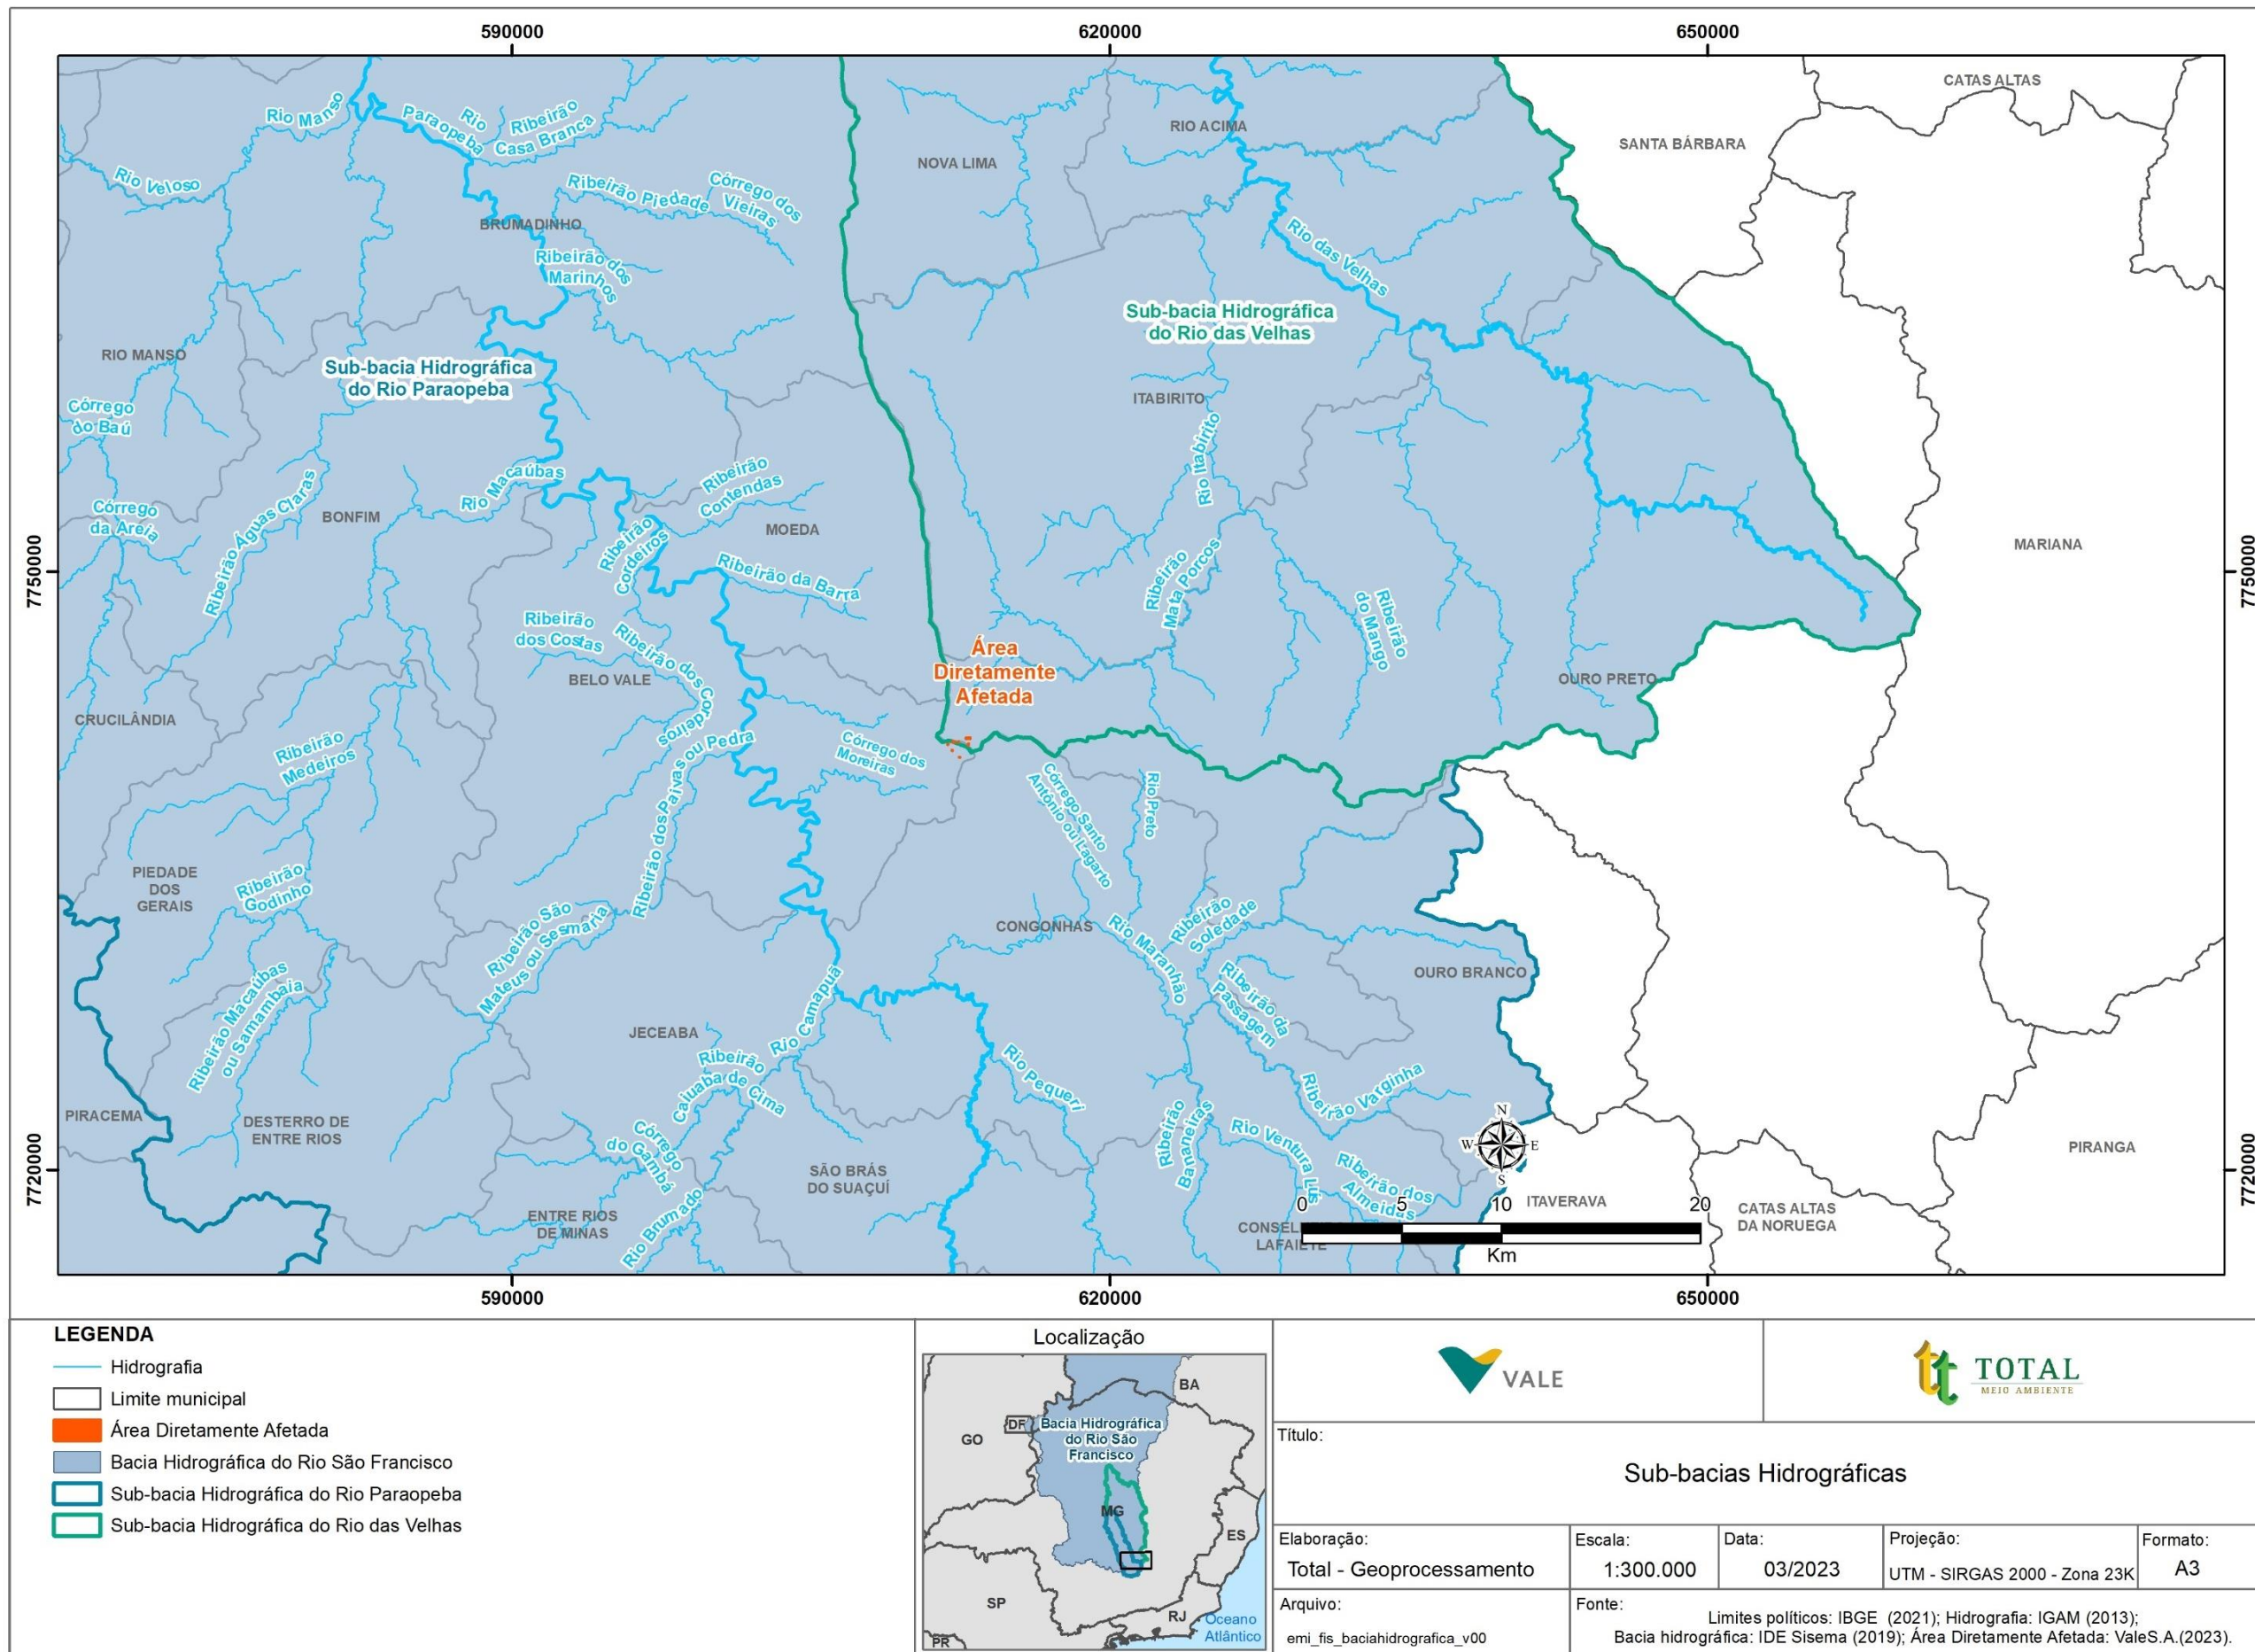 590000
620000
650000
CATAS ALTAS
SANTA BÁRBARA
RIO ACIMA
NOVA LIMA
Rio Manso
Rio
Paraopeba
Ribeirão
Casa Branca
Rio Veloso
Ribeirão Piedade
Córrego dos
Vieiras
BRUMADINHO
Ribeirão dos
Marinhos
Rio das Velhas
Sub-bacia Hidrográfica
do Rio das Velhas
RIO MANSO
Sub-bacia Hidrográfica
do Rio Paraopeba
ITABIRITO
Córrego
do Baú
Rio Itabirito
Rio Macaúbas
Ribeirão
Contendas
Córrego
da Areia
Ribeirão Águas Claras
BONFIM
MOEDA
Ribeirão
Cordeiros
7750000
7750000
MARIANA
Ribeirão da Barra
Ribeirão
Mata Porcos
Ribeirão
do Mango
Ribeirão
dos Costas
Ribeirão dos Cordeiros
BELO VALE
Área
Diretamente
Afetada
OURO PRETO
CRUCILÂNDIA
Ribeirão
Medeiros
Ribeirão dos Paivas ou Pedra
Córrego dos
Moreiras
Córrego Santo
Antônio ou Lagarto
Rio Preto
PIEDADE
DOS
GERAIS
Ribeirão
Godinho
Ribeirão São
Mateus ou Sesmaria
CONGONHAS
Rio Maranhão
Ribeirão
Soledade
OURO BRANCO
Ribeirão Macaúbas
ou Samambaia
Ribeirão da
Passagem
JECEABA
Rio Camapuã
Ribeirão
Caiuaba de Cima
Rio Pequeri
Ribeirão Varginha
PIRACEMA
DESTERRO DE
ENTRE RIOS
Córrego
do Gambá
Ribeirão
Bananeiras
Rio Ventura Luís
Ribeirão dos
Almeidas
N
W E
S
PIRANGA
7720000
7720000
SÃO BRÁS
DO SUAÇUÍ
ENTRE RIOS
DE MINAS
Rio Brumado
ITAVERAVA
CATAS ALTAS
DA NORUEGA
CONSEL
LAFAIETE
0 5 10 20
Km
590000
620000
650000
LEGENDA
Hidrografia
Limite municipal
Área Diretamente Afetada
Bacia Hidrográfica do Rio São Francisco
Sub-bacia Hidrográfica do Rio Paraopeba
Sub-bacia Hidrográfica do Rio das Velhas
Localização
BA
DF
GO
Bacia Hidrográfica
do Rio São
Francisco
MG
ES
SP
RJ
PR
Oceano
Atlântico
VALE
TOTAL
MEIO AMBIENTE
Título:
Sub-bacias Hidrográficas
Elaboração:
Total - Geoprocessamento
Escala:
1:300.000
Data:
03/2023
Projeção:
UTM - SIRGAS 2000 - Zona 23K
Formato:
A3
Arquivo:
emi_fis_baciahidrografica_v00
Fonte:
Limites políticos: IBGE (2021); Hidrografia: IGAM (2013);
Bacia hidrográfica: IDE Sisema (2019); Área Diretamente Afetada: ValeS.A.(2023).